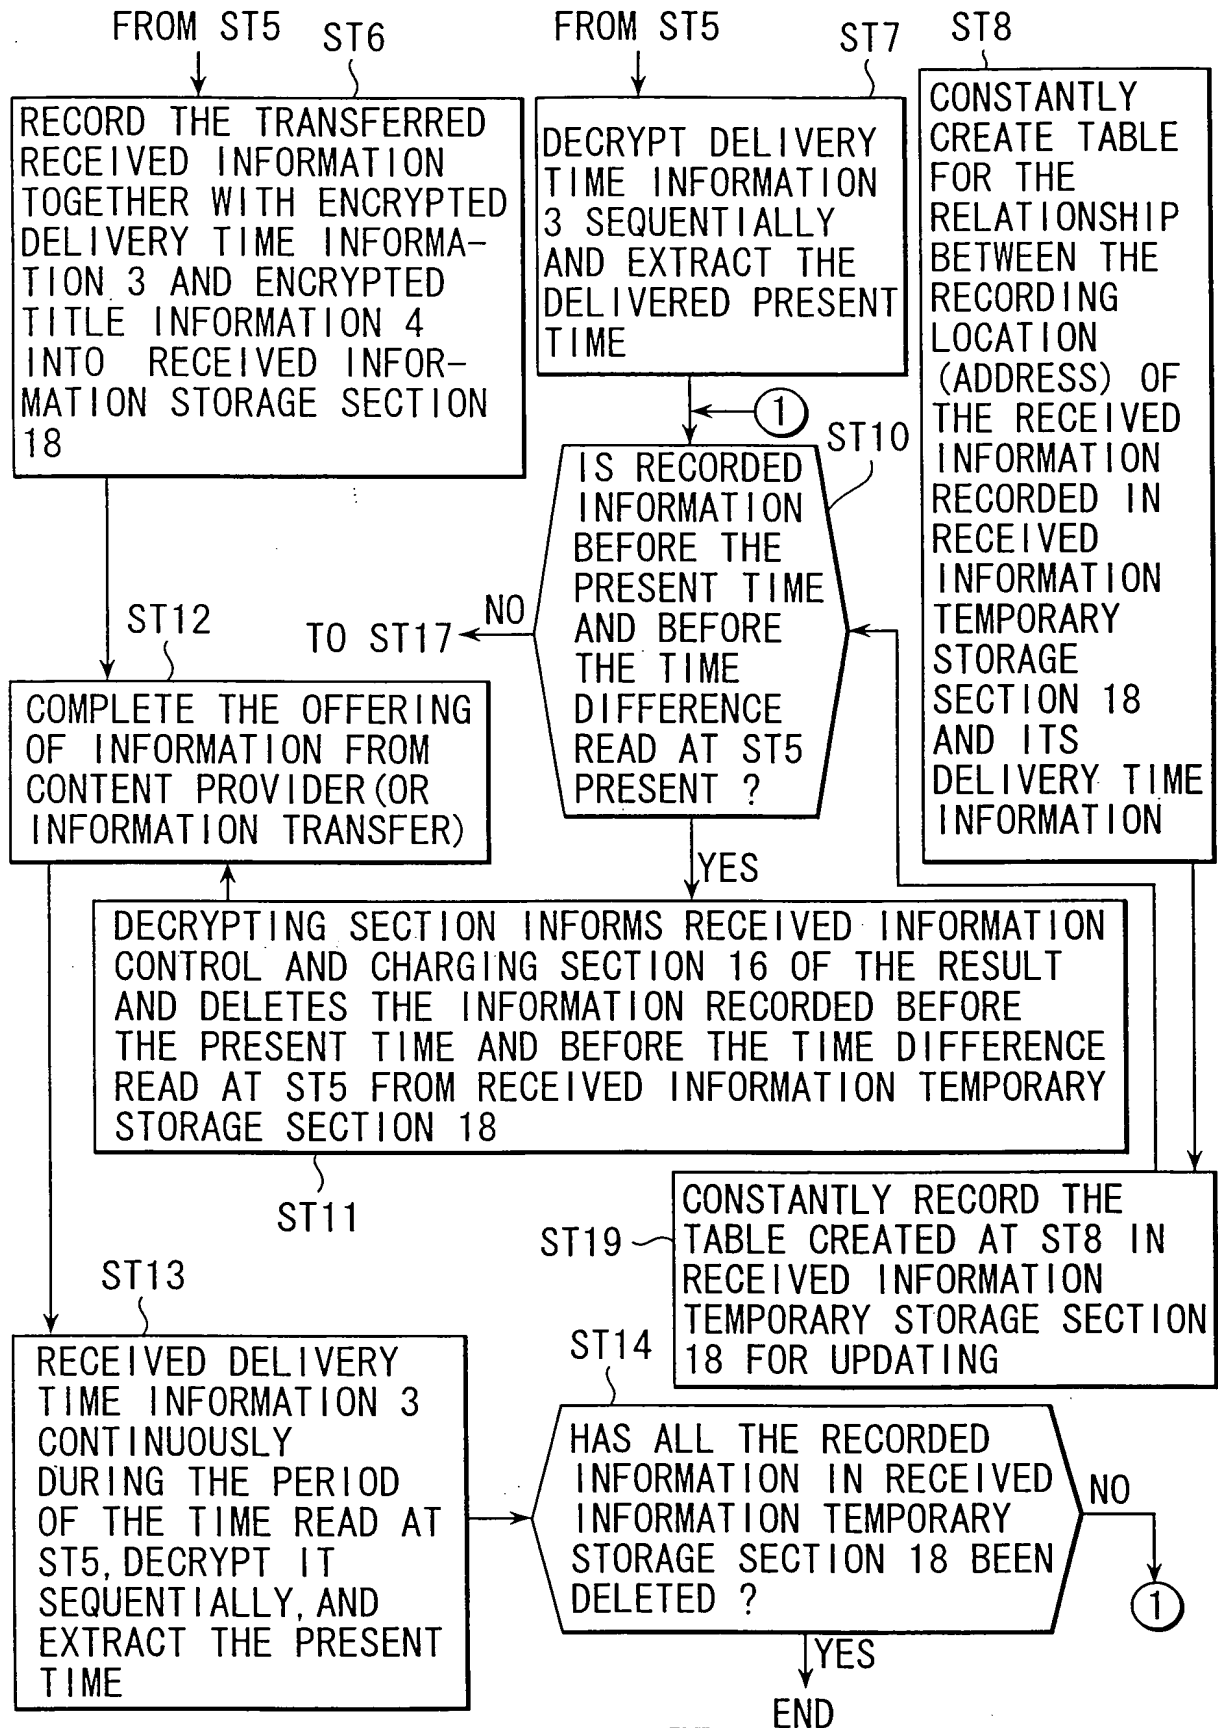 FROM ST5
ST6
RECORD THE TRANSFERRED
RECEIVED INFORMATION
TOGETHER WITH ENCRYPTED
DELIVERY TIME INFORMA-
TION 3 AND ENCRYPTED
TITLE INFORMATION 4
INTO RECEIVED INFOR-
MATION STORAGE SECTION
18
FROM ST5
ST7
DECRYPT DELIVERY
TIME INFORMATION
3 SEQUENTIALLY
AND EXTRACT THE
DELIVERED PRESENT
TIME
ST8
CONSTANTLY
CREATE TABLE
FOR THE
RELATIONSHIP
BETWEEN THE
RECORDING
LOCATION
(ADDRESS) OF
THE RECEIVED
INFORMATION
RECORDED IN
RECEIVED
INFORMATION
TEMPORARY
STORAGE
SECTION 18
AND ITS
DELIVERY TIME
INFORMATION
1
ST10
IS RECORDED
INFORMATION
BEFORE THE
PRESENT TIME
AND BEFORE
THE TIME
DIFFERENCE
READ AT ST5
PRESENT ?
NO
TO ST17
YES
ST12
COMPLETE THE OFFERING
OF INFORMATION FROM
CONTENT PROVIDER(OR
INFORMATION TRANSFER)
DECRYPTING SECTION INFORMS RECEIVED INFORMATION
CONTROL AND CHARGING SECTION 16 OF THE RESULT
AND DELETES THE INFORMATION RECORDED BEFORE
THE PRESENT TIME AND BEFORE THE TIME DIFFERENCE
READ AT ST5 FROM RECEIVED INFORMATION TEMPORARY
STORAGE SECTION 18
ST11
ST19
CONSTANTLY RECORD THE
TABLE CREATED AT ST8 IN
RECEIVED INFORMATION
TEMPORARY STORAGE SECTION
18 FOR UPDATING
ST13
RECEIVED DELIVERY
TIME INFORMATION 3
CONTINUOUSLY
DURING THE PERIOD
OF THE TIME READ AT
ST5, DECRYPT IT
SEQUENTIALLY, AND
EXTRACT THE PRESENT
TIME
ST14
HAS ALL THE RECORDED
INFORMATION IN RECEIVED
INFORMATION TEMPORARY
STORAGE SECTION 18 BEEN
DELETED ?
NO
1
YES
END